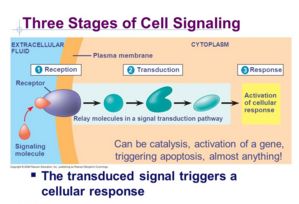 Three Stages of Cell Signaling
EXTRACELLULAR
FLUID
CYTOPLASM
Plasma membrane
1 Reception
2 Transduction
3 Response
Receptor
Activation
of cellular
response
Relay molecules in a signal transduction pathway
Signaling
molecule
Can be catalysis, activation of a gene,
triggering apoptosis, almost anything!
The transduced signal triggers a
cellular response